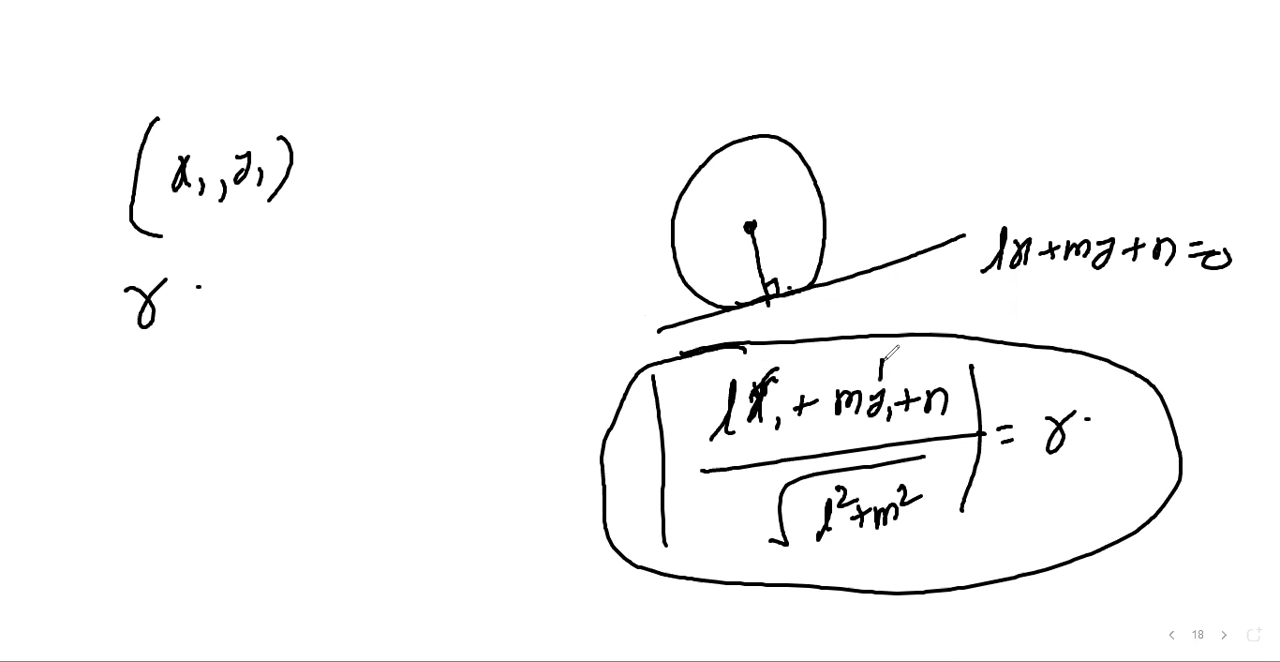 (x₁, y₁)
r.
lx+my+n=0
|lx₁ + my₁+n / √l²+m²| = r.
18